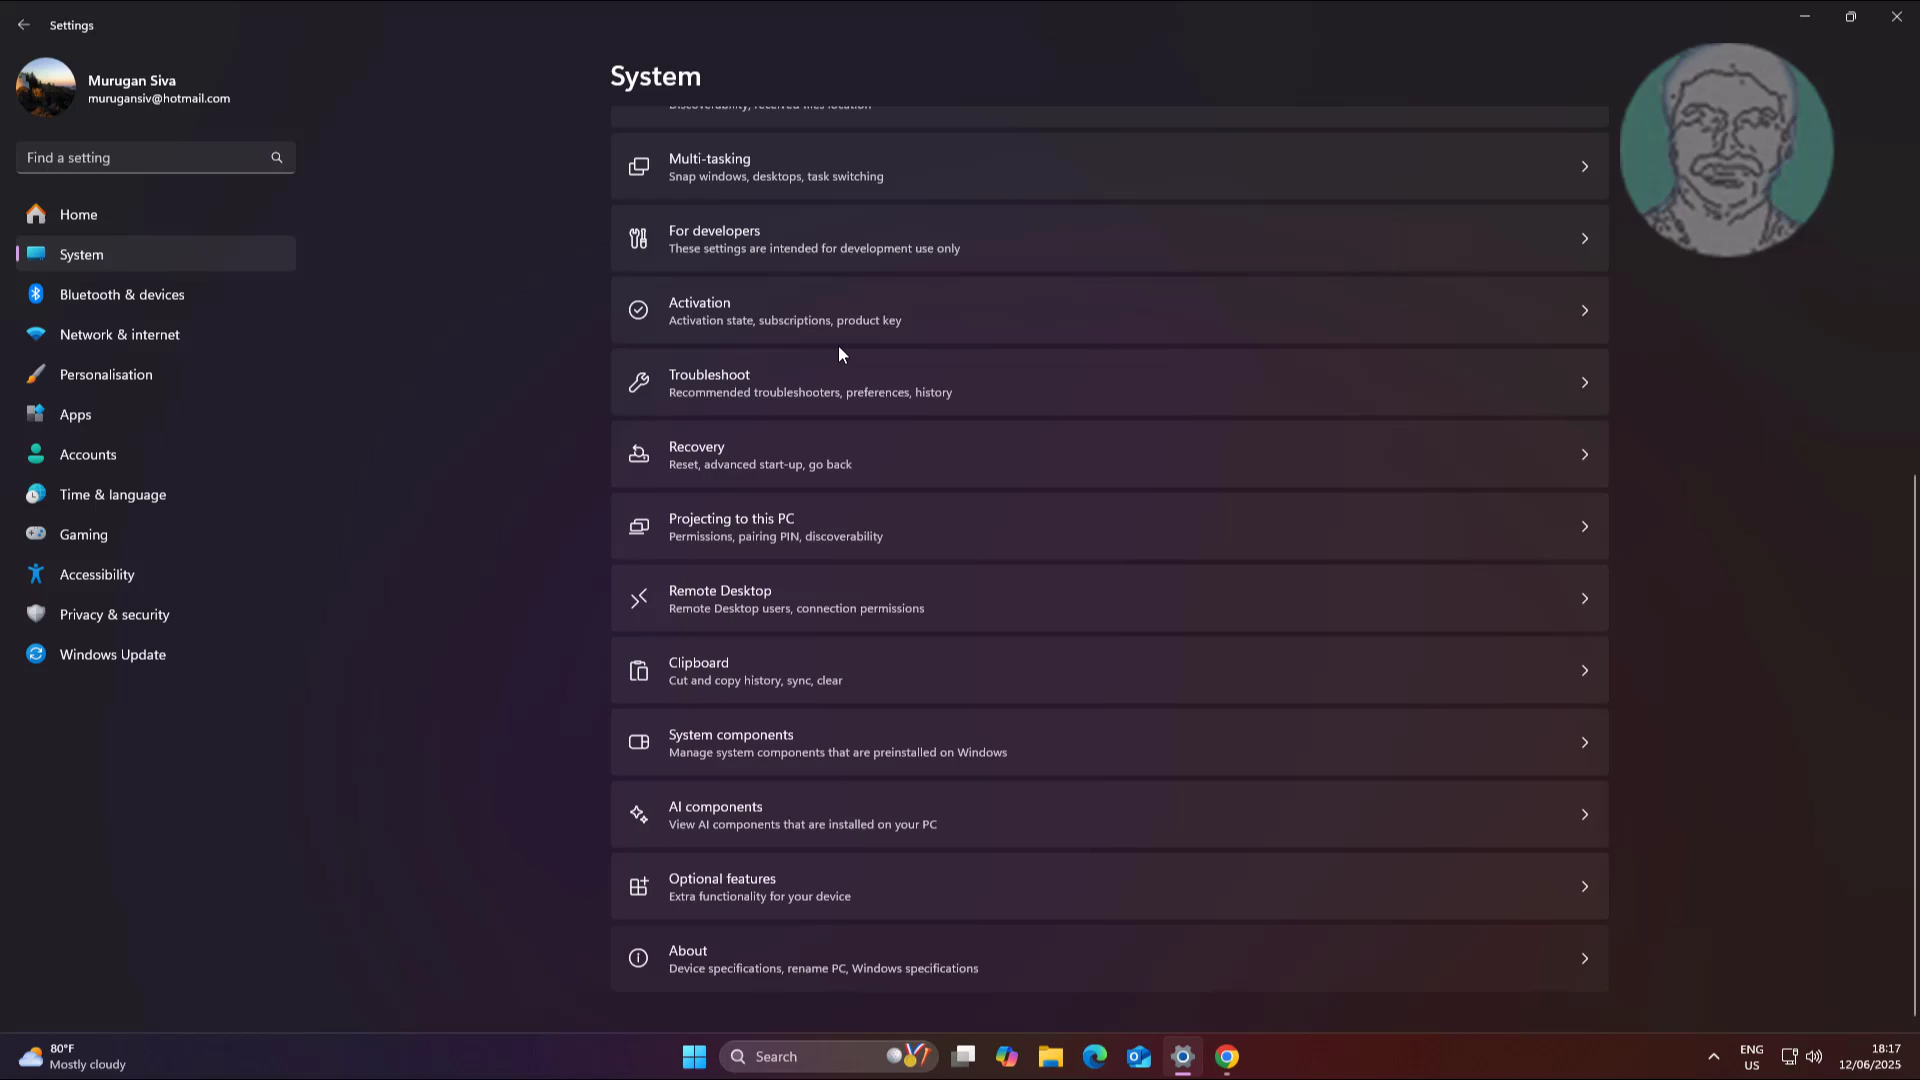 Settings
Murugan Siva
murugansiv@hotmail.com
Find a setting
Home
System
Bluetooth & devices
Network & internet
Personalisation
Apps
Accounts
Time & language
Gaming
Accessibility
Privacy & security
Windows Update
System
Discoverability, received files location
Multi-tasking
Snap windows, desktops, task switching
For developers
These settings are intended for development use only
Activation
Activation state, subscriptions, product key
Troubleshoot
Recommended troubleshooters, preferences, history
Recovery
Reset, advanced start-up, go back
Projecting to this PC
Permissions, pairing PIN, discoverability
Remote Desktop
Remote Desktop users, connection permissions
Clipboard
Cut and copy history, sync, clear
System components
Manage system components that are preinstalled on Windows
AI components
View AI components that are installed on your PC
Optional features
Extra functionality for your device
About
Device specifications, rename PC, Windows specifications
80°F
Mostly cloudy
Search
ENG
US
18:17
12/06/2025